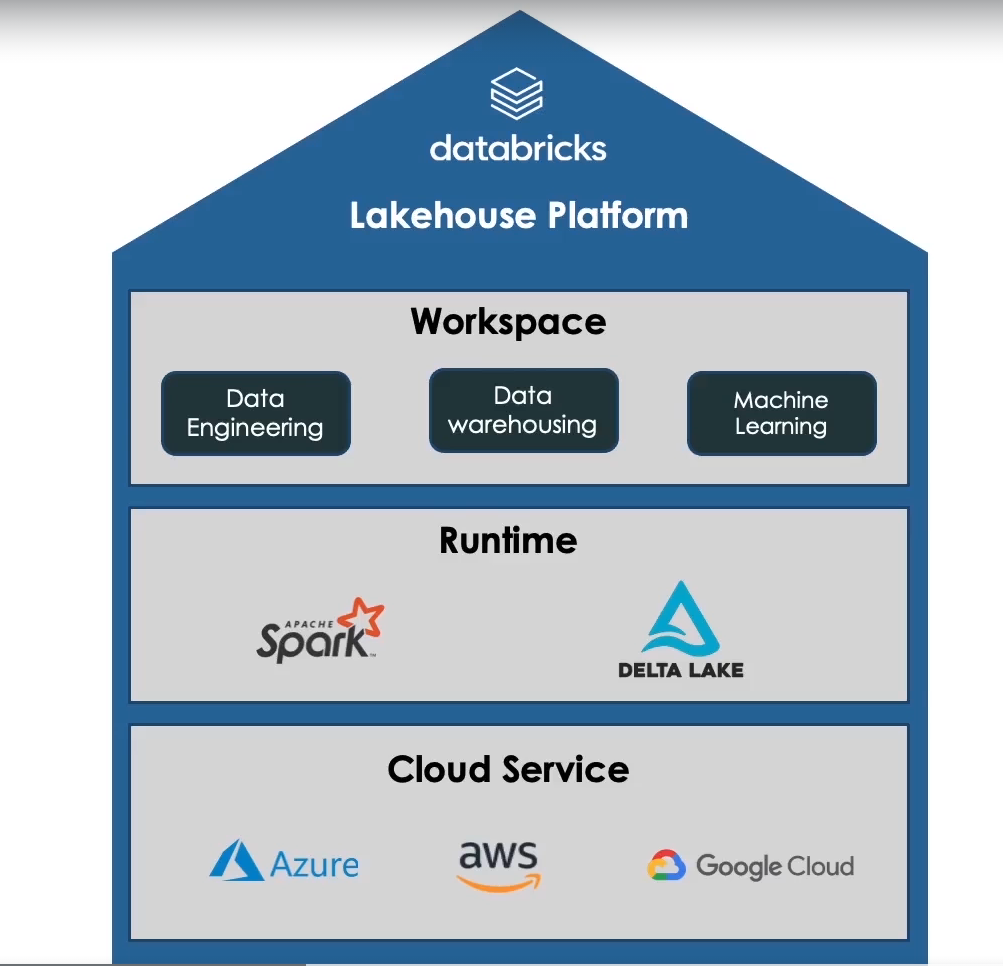 databricks
Lakehouse Platform
Workspace
Data
Engineering
Data
warehousing
Machine
Learning
Runtime
APACHE
Spark™
DELTA LAKE
Cloud Service
Azure
aws
Google Cloud